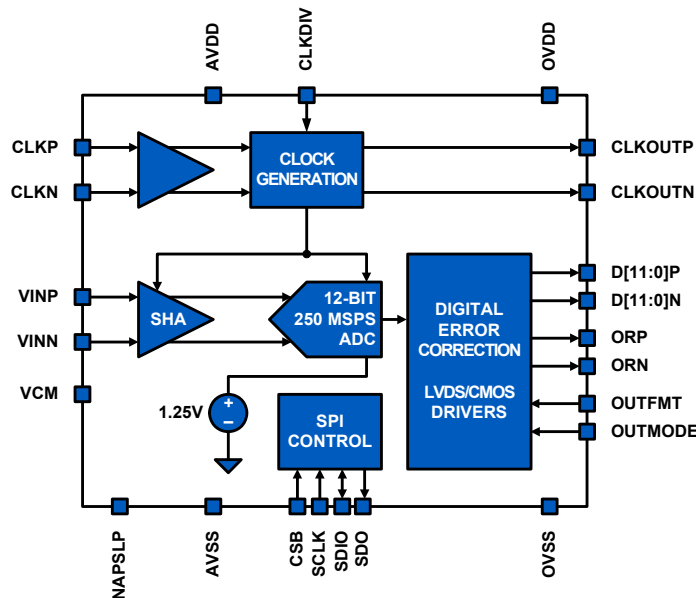 AVDD
CLKDIV
OVDD
CLKP
CLKN
CLOCK
GENERATION
CLKOUTP
CLKOUTN
VINP
VINN
VCM
SHA
12-BIT
250 MSPS
ADC
1.25V
+
−
DIGITAL
ERROR
CORRECTION
LVDS/CMOS
DRIVERS
SPI
CONTROL
D[11:0]P
D[11:0]N
ORP
ORN
OUTFMT
OUTMODE
NAPSLP
AVSS
CSB
SCLK
SDIO
SDO
OVSS